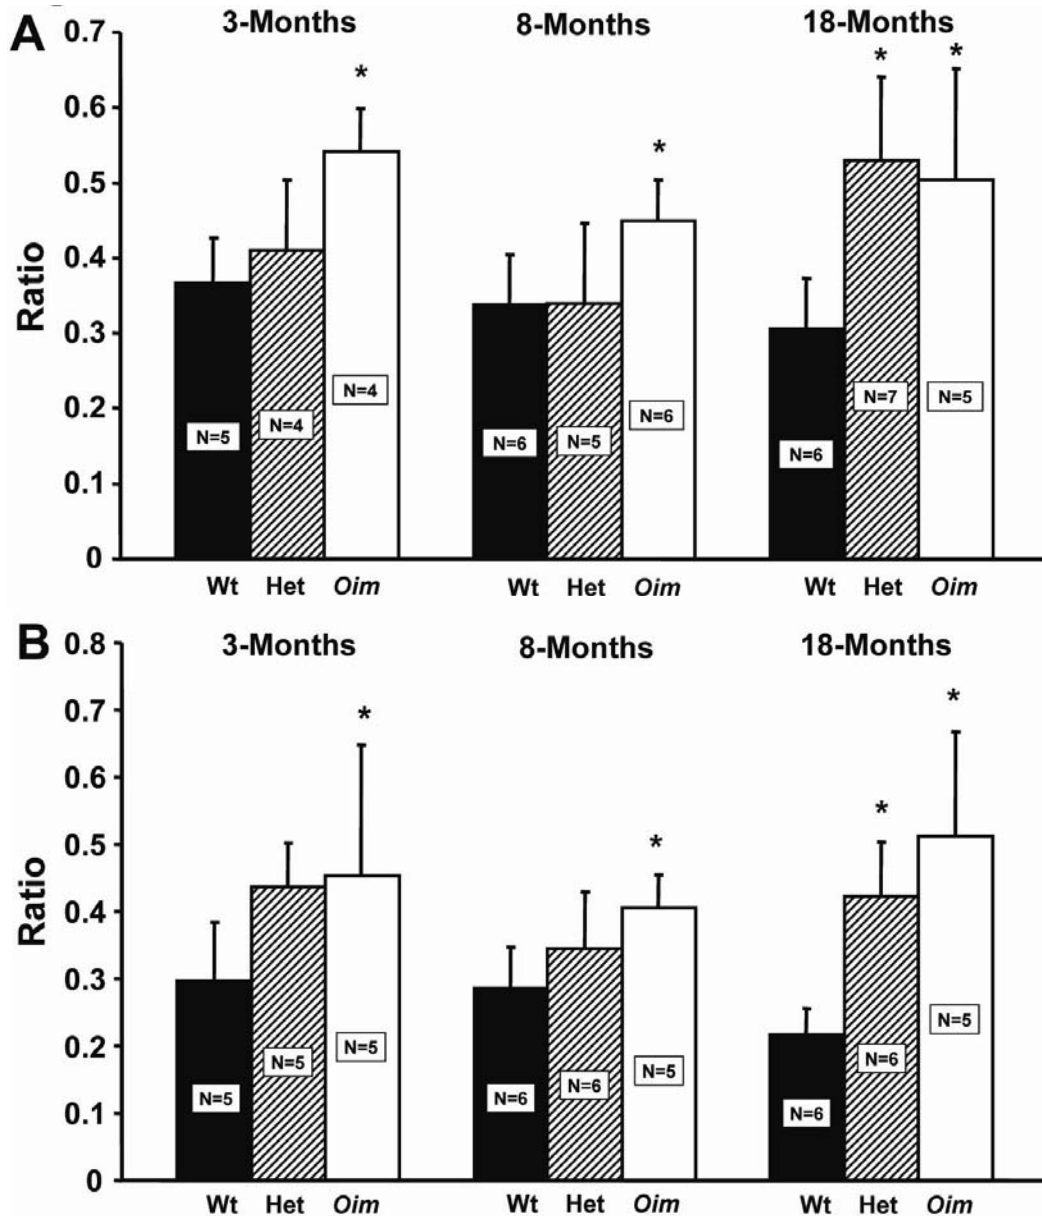 A
3-Months 8-Months 18-Months
0.7
* * * *
0.6
0.5
0.4
0.3
0.2
0.1
0
Ratio
N=5 N=4 N=4 N=6 N=5 N=6 N=6 N=7 N=5
Wt Het Oim Wt Het Oim Wt Het Oim
B
3-Months 8-Months 18-Months
0.8
0.7
* * * *
0.6
0.5
0.4
0.3
0.2
0.1
0
Ratio
N=5 N=5 N=5 N=6 N=6 N=5 N=6 N=6 N=5
Wt Het Oim Wt Het Oim Wt Het Oim